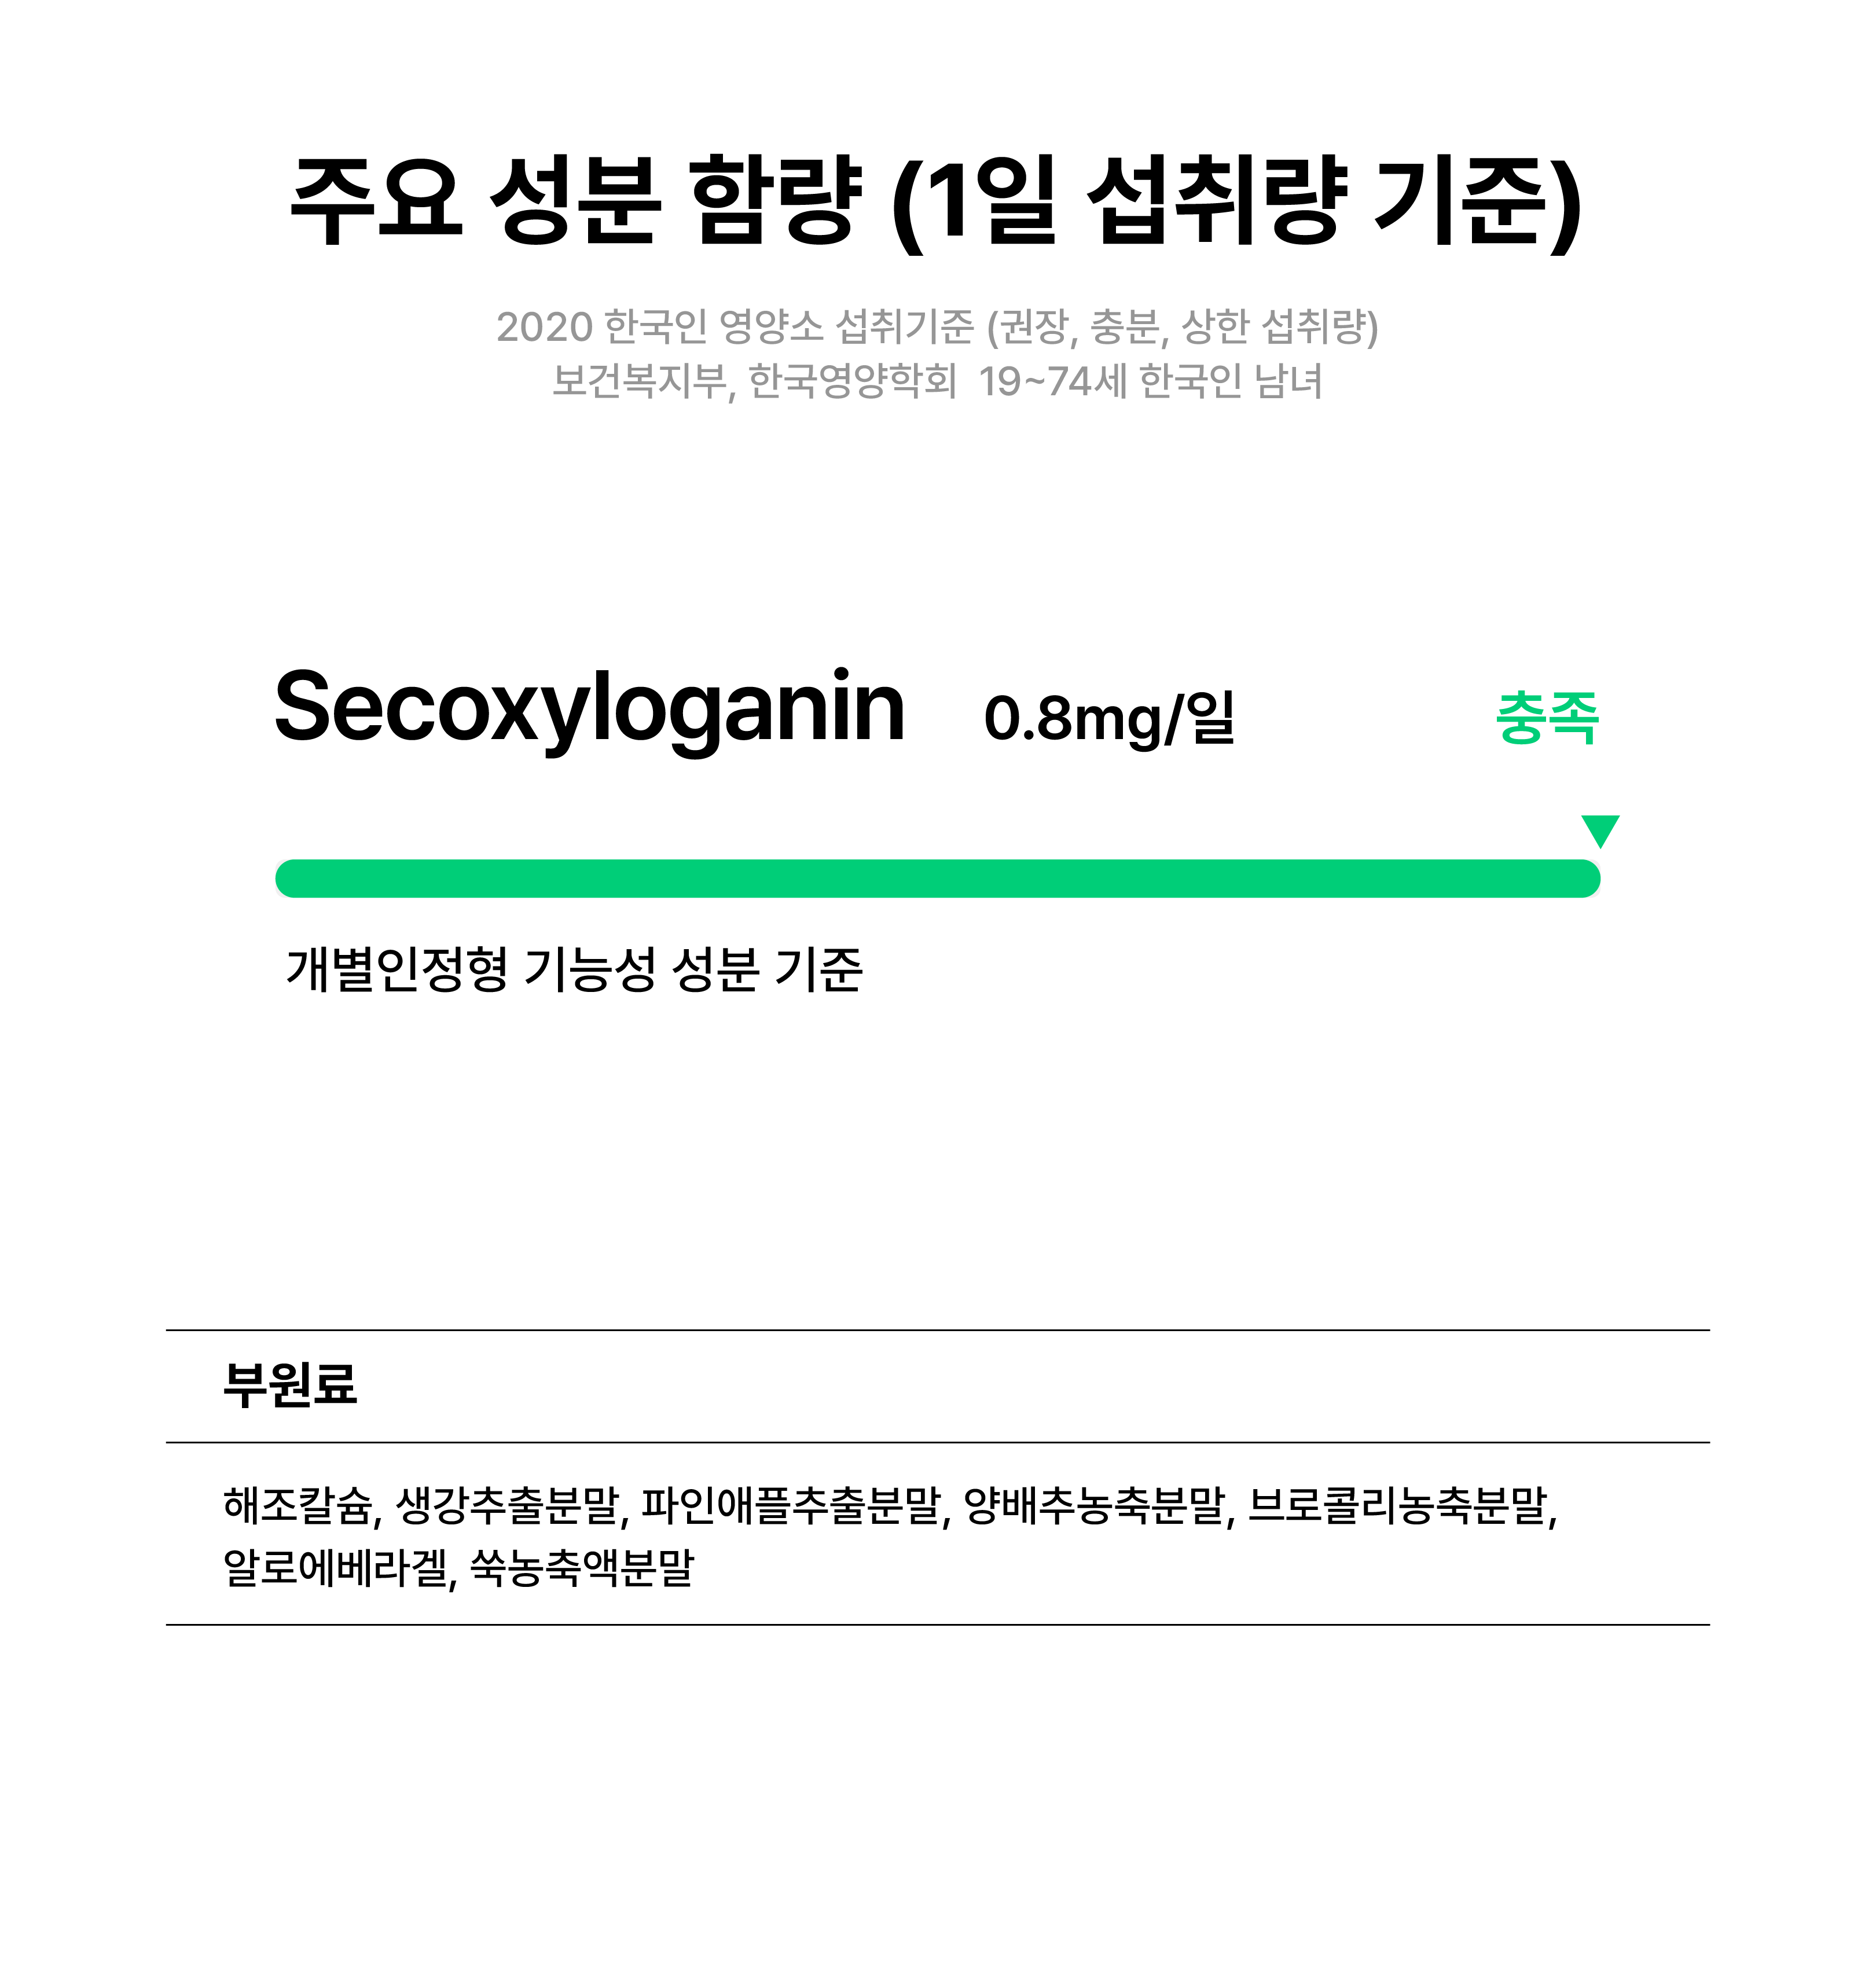 주요 성분 함량 (1일 섭취량 기준)
2020 한국인 영양소 섭취기준 (권장, 충분, 상한 섭취량)
보건복지부, 한국영양학회 19~74세 한국인 남녀
Secoxyloganin 0.8mg/일 충족
개별인정형 기능성 성분 기준
부원료
해조칼슘, 생강추출분말, 파인애플추출분말, 양배추농축분말, 브로콜리농축분말,
알로에베라겔, 쑥농축액분말